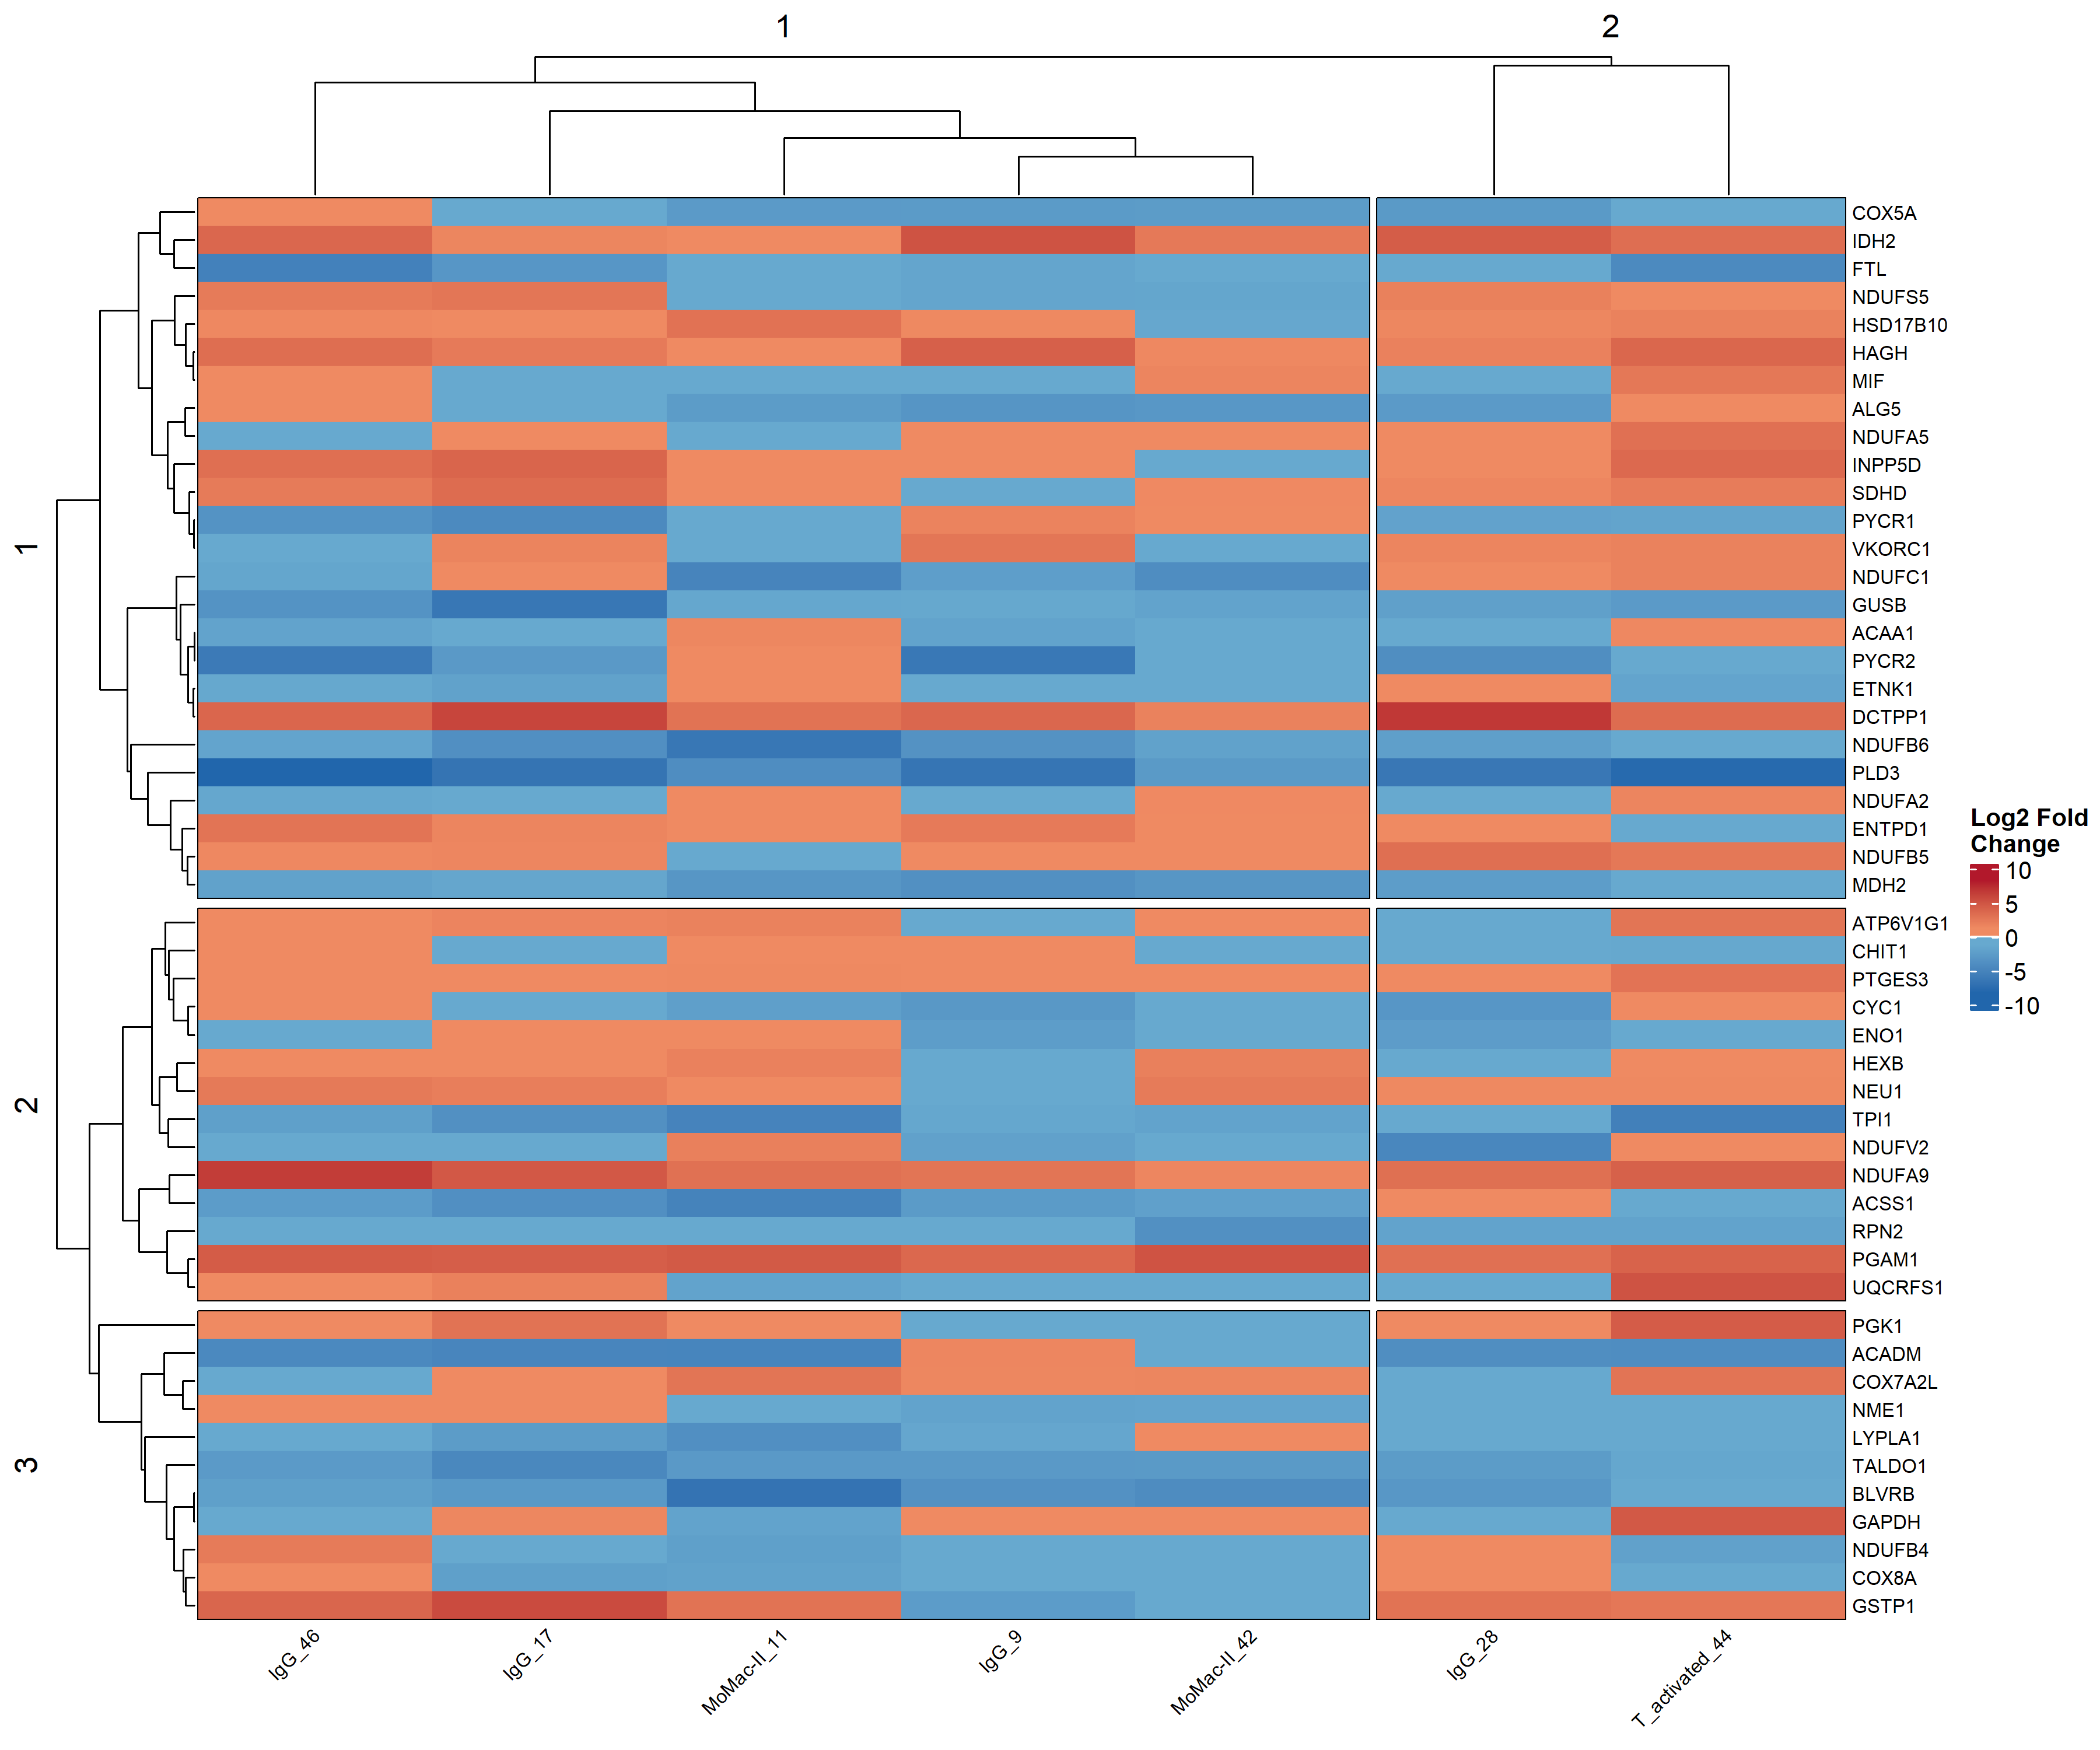 1
2
1
2
3
COX5A
IDH2
FTL
NDUFS5
HSD17B10
HAGH
MIF
ALG5
NDUFA5
INPP5D
SDHD
PYCR1
VKORC1
NDUFC1
GUSB
ACAA1
PYCR2
ETNK1
DCTPP1
NDUFB6
PLD3
NDUFA2
ENTPD1
NDUFB5
MDH2
ATP6V1G1
CHIT1
PTGES3
CYC1
ENO1
HEXB
NEU1
TPI1
NDUFV2
NDUFA9
ACSS1
RPN2
PGAM1
UQCRFS1
PGK1
ACADM
COX7A2L
NME1
LYPLA1
TALDO1
BLVRB
GAPDH
NDUFB4
COX8A
GSTP1
IgG_46
IgG_17
MoMac-II_11
IgG_9
MoMac-II_42
IgG_28
T_activated_44
Log2 Fold
Change
10
5
0
-5
-10